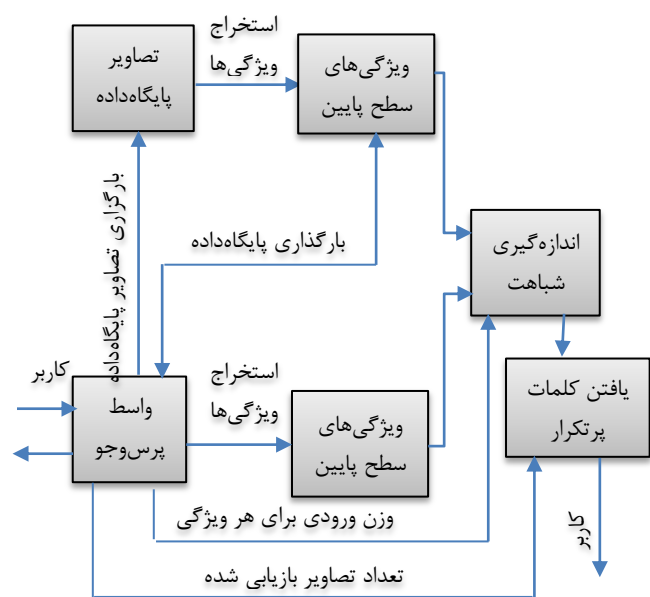 استخراج
ویژگی‌ها
تصاویر
پایگاه‌داده
ویژگی‌های
سطح پایین
بارگزاری تصاویر پایگاه‌داده
بارگذاری پایگاه‌داده
اندازه‌گیری
شباهت
کاربر
واسط
پرس‌وجو
استخراج
ویژگی‌ها
ویژگی‌های
سطح پایین
یافتن کلمات
پرتکرار
وزن ورودی برای هر ویژگی
کاربر
تعداد تصاویر بازیابی شده